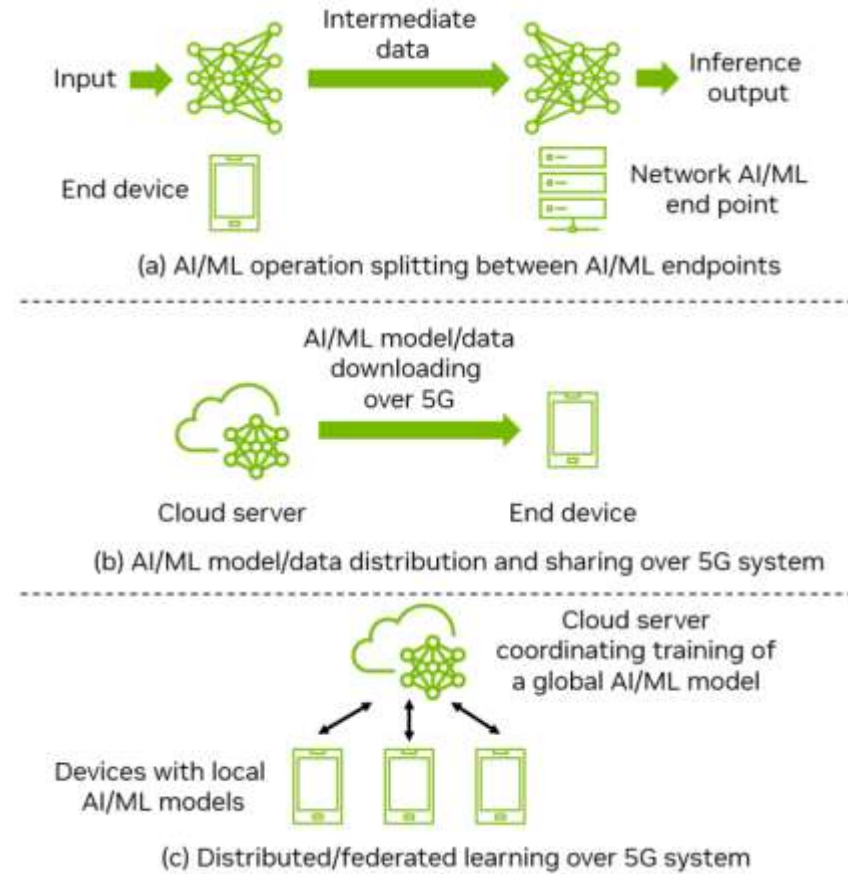 Intermediate
data
Input
Inference
output
End device
Network AI/ML
end point
(a) AI/ML operation splitting between AI/ML endpoints
AI/ML model/data
downloading
over 5G
Cloud server
End device
(b) AI/ML model/data distribution and sharing over 5G system
Cloud server
coordinating training of
a global AI/ML model
Devices with local
AI/ML models
(c) Distributed/federated learning over 5G system